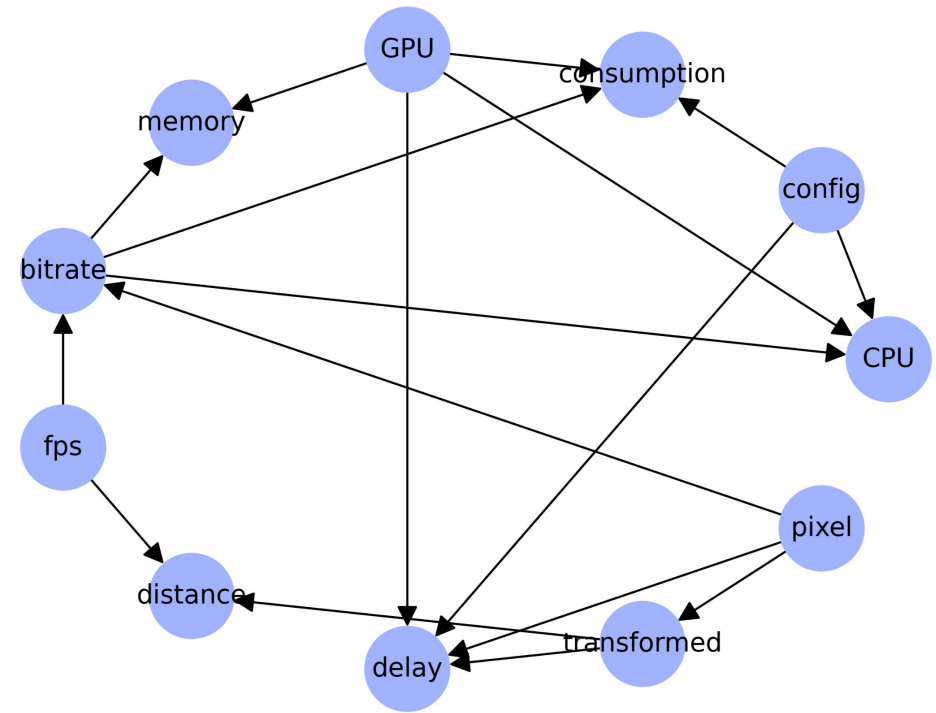 GPU
consumption
memory
config
bitrate
CPU
fps
pixel
distance
transformed
delay